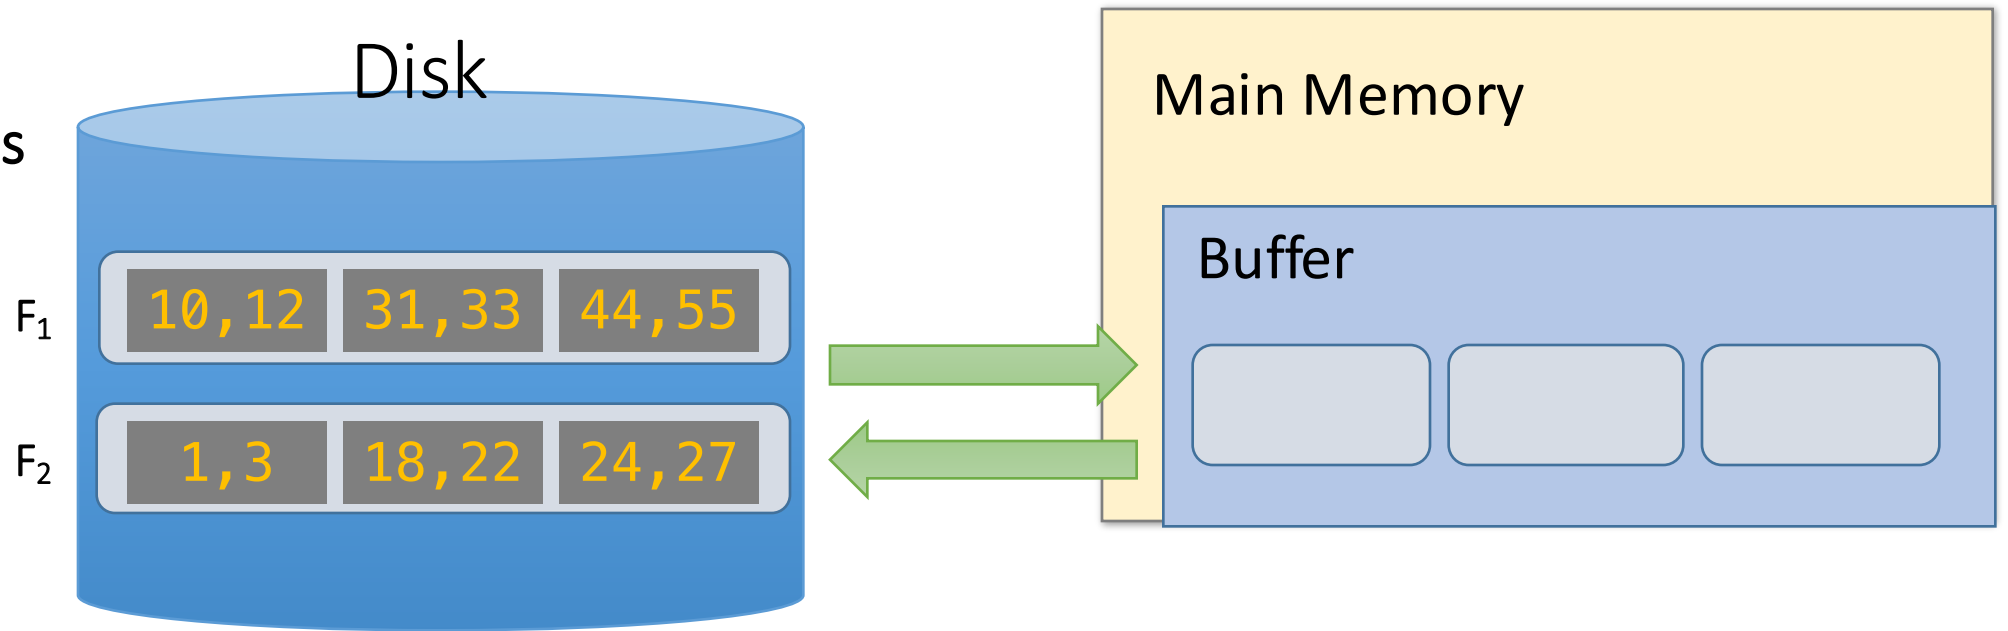 Disk
s
Main Memory
Buffer
F₁ 10,12 31,33 44,55
F₂ 1,3 18,22 24,27